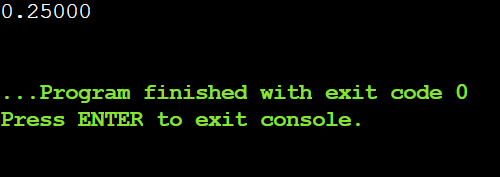 0.25000
...Program finished with exit code 0
Press ENTER to exit console.